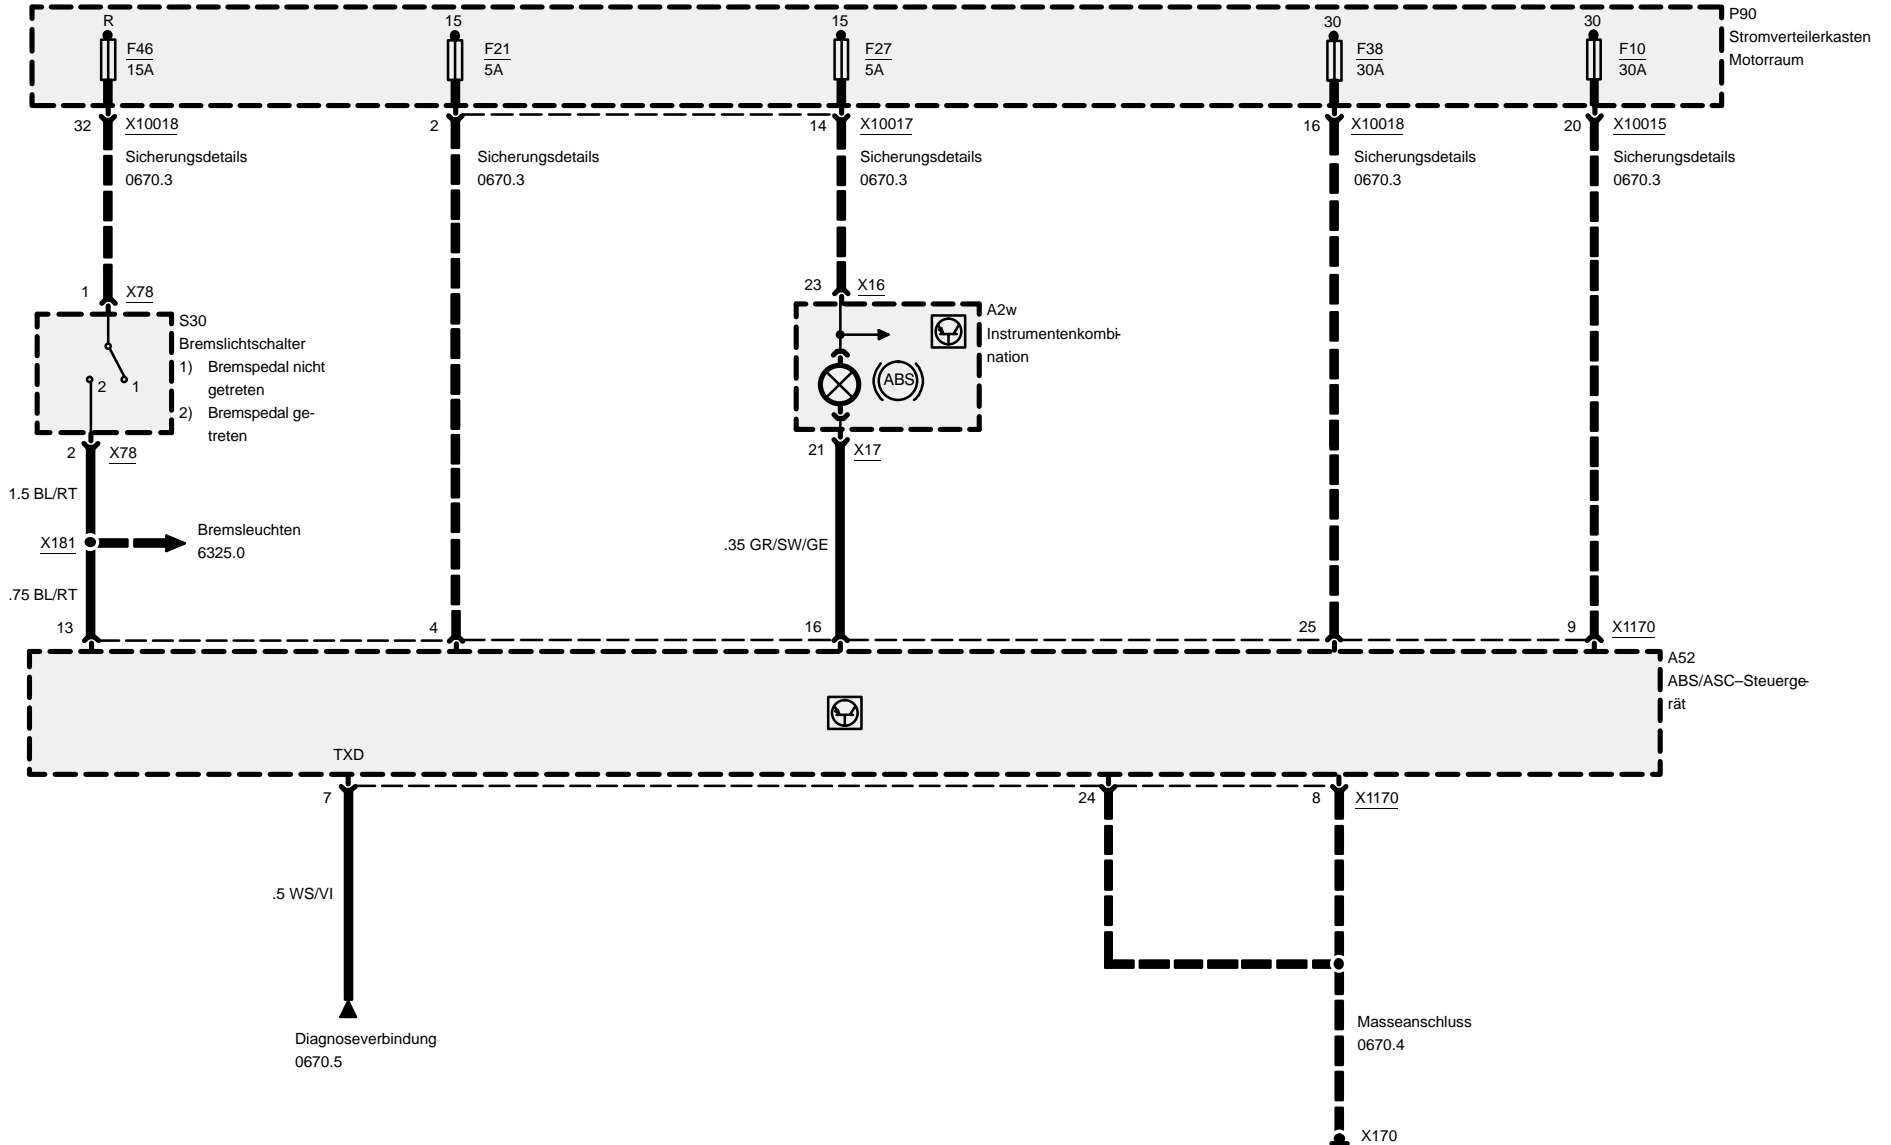 R
15
15
30
30
P90
Stromverteilerkasten
Motorraum
F46
15A
F21
5A
F27
5A
F38
30A
F10
30A
32
X10018
2
14
X10017
16
X10018
20
X10015
Sicherungsdetails
0670.3
Sicherungsdetails
0670.3
Sicherungsdetails
0670.3
Sicherungsdetails
0670.3
Sicherungsdetails
0670.3
1
X78
S30
Bremslichtschalter
1) Bremspedal nicht
getreten
2) Bremspedal ge-
treten
2
1
2
X78
23
X16
A2w
Instrumentenkombi-
nation
ABS
21
X17
1.5 BL/RT
X181
Bremsleuchten
6325.0
.75 BL/RT
.35 GR/SW/GE
13
4
16
25
9
X1170
A52
ABS/ASC–Steuerge-
rät
TXD
7
24
8
X1170
.5 WS/VI
Diagnoseverbindung
0670.5
Masseanschluss
0670.4
X170